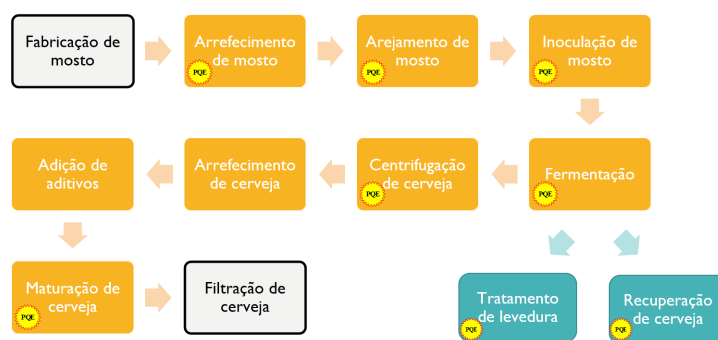 Fabricação de
mosto
Arrefecimento
de mosto
PQE
Arejamento de
mosto
PQE
Inoculação de
mosto
PQE
Adição de
aditivos
Arrefecimento
de cerveja
Centrifugação
de cerveja
PQE
Fermentação
PQE
Maturação de
cerveja
PQE
Filtração de
cerveja
Tratamento
de levedura
PQE
Recuperação
de cerveja
PQE